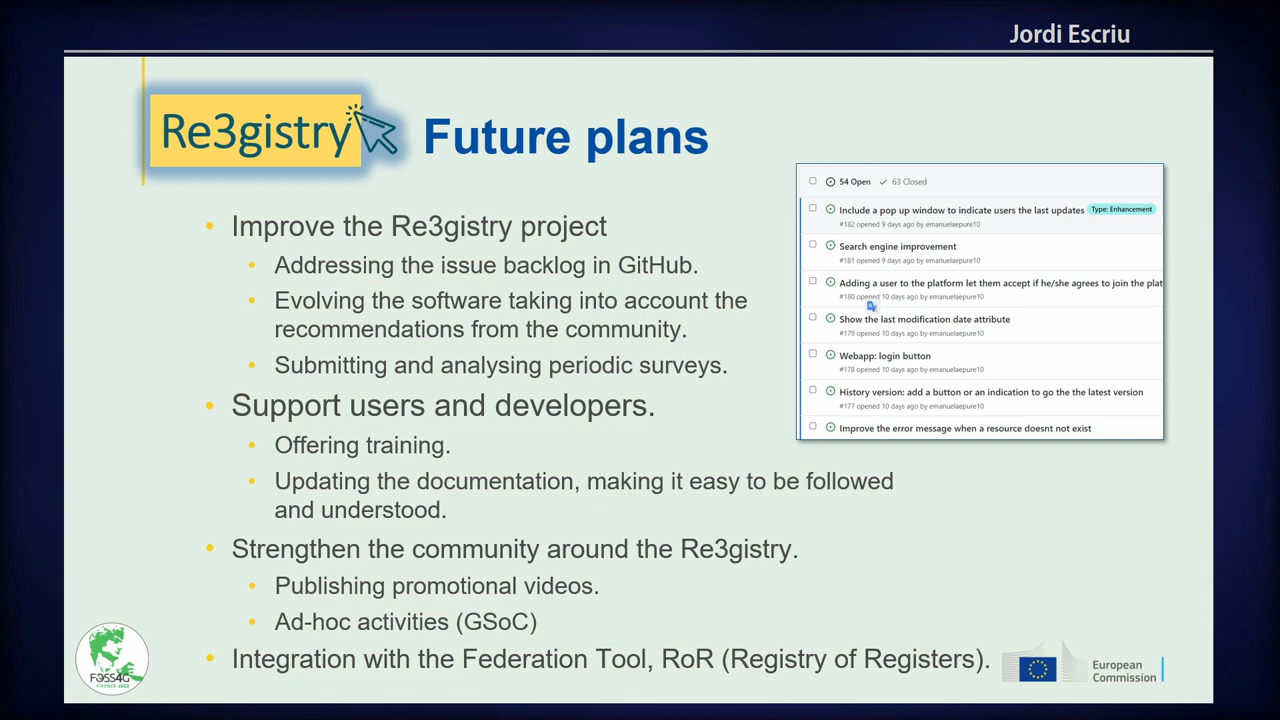 Jordi Escriu
Re3gistry
Future plans
• Improve the Re3gistry project
• Addressing the issue backlog in GitHub.
• Evolving the software taking into account the
recommendations from the community.
• Submitting and analysing periodic surveys.
• Support users and developers.
• Offering training.
• Updating the documentation, making it easy to be followed
and understood.
• Strengthen the community around the Re3gistry.
• Publishing promotional videos.
• Ad-hoc activities (GSoC)
• Integration with the Federation Tool, RoR (Registry of Registers).
54 Open 63 Closed
Include a pop up window to indicate users the last updates Type: Enhancement
#182 opened 9 days ago by emanuelaepure10
Search engine improvement
#181 opened 9 days ago by emanuelaepure10
Adding a user to the platform let them accept if he/she agrees to join the plat
#180 opened 10 days ago by emanuelaepure10
Show the last modification date attribute
#179 opened 10 days ago by emanuelaepure10
Webapp: login button
#178 opened 10 days ago by emanuelaepure10
History version: add a button or an indication to go the the latest version
#177 opened 10 days ago by emanuelaepure10
Improve the error message when a resource doesnt not exist
FOSS4G
FIRENZE 2022
European
Commission